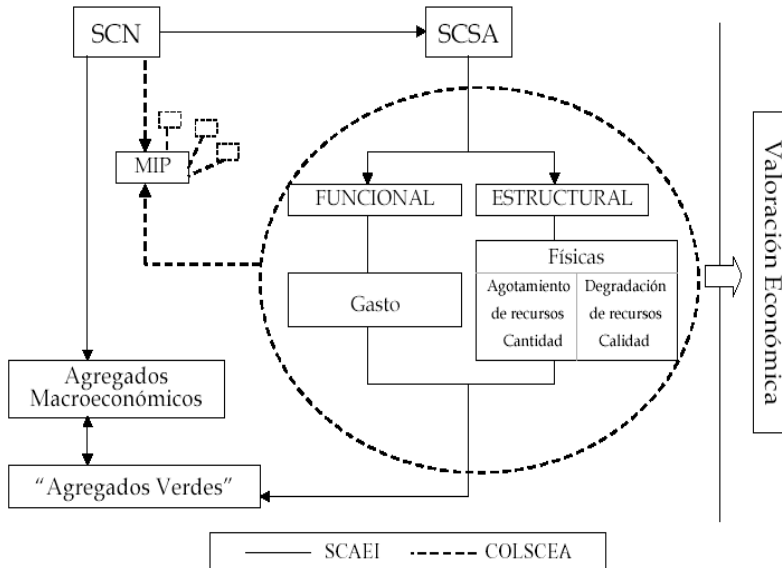 SCN
SCSA
MIP
FUNCIONAL
ESTRUCTURAL
Gasto
Físicas
Agotamiento
de recursos
Cantidad
Degradación
de recursos
Calidad
Valoración Económica
Agregados
Macroeconómicos
“Agregados Verdes”
SCAEI
COLSCEA